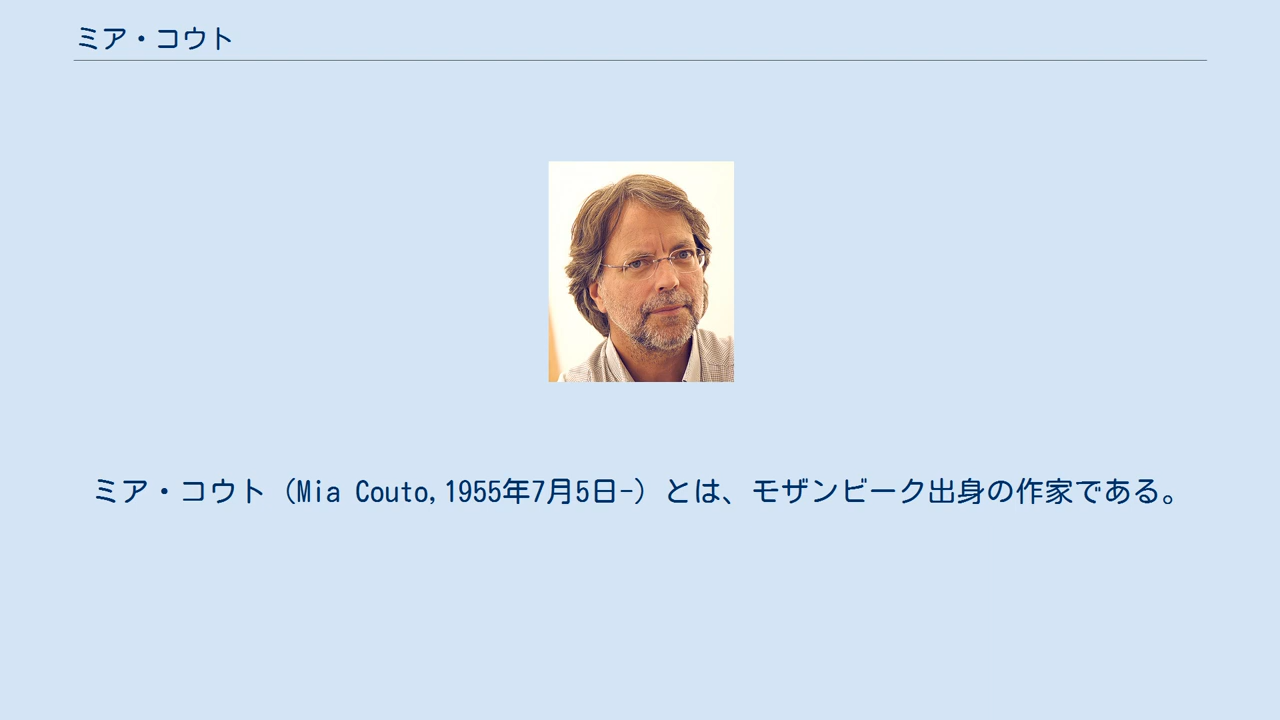 ミア・コウト
ミア・コウト（Mia Couto,1955年7月5日-）とは、モザンビーク出身の作家である。